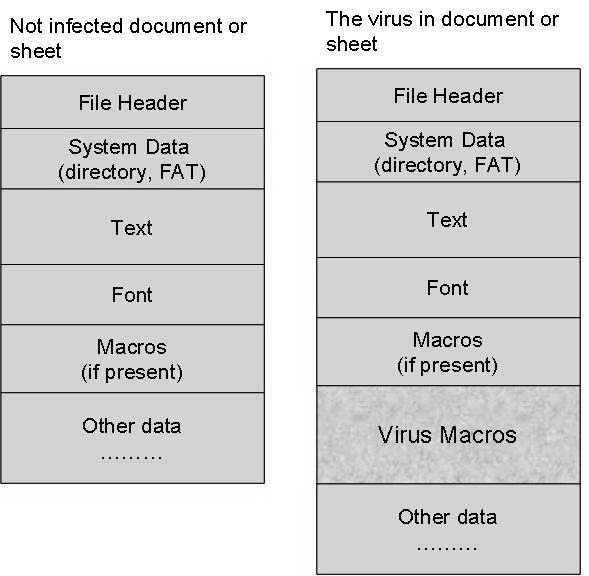 Not infected document or
sheet
File Header
System Data
(directory, FAT)
Text
Font
Macros
(if present)
Other data
.........
The virus in document or
sheet
File Header
System Data
(directory, FAT)
Text
Font
Macros
(if present)
Virus Macros
Other data
.........